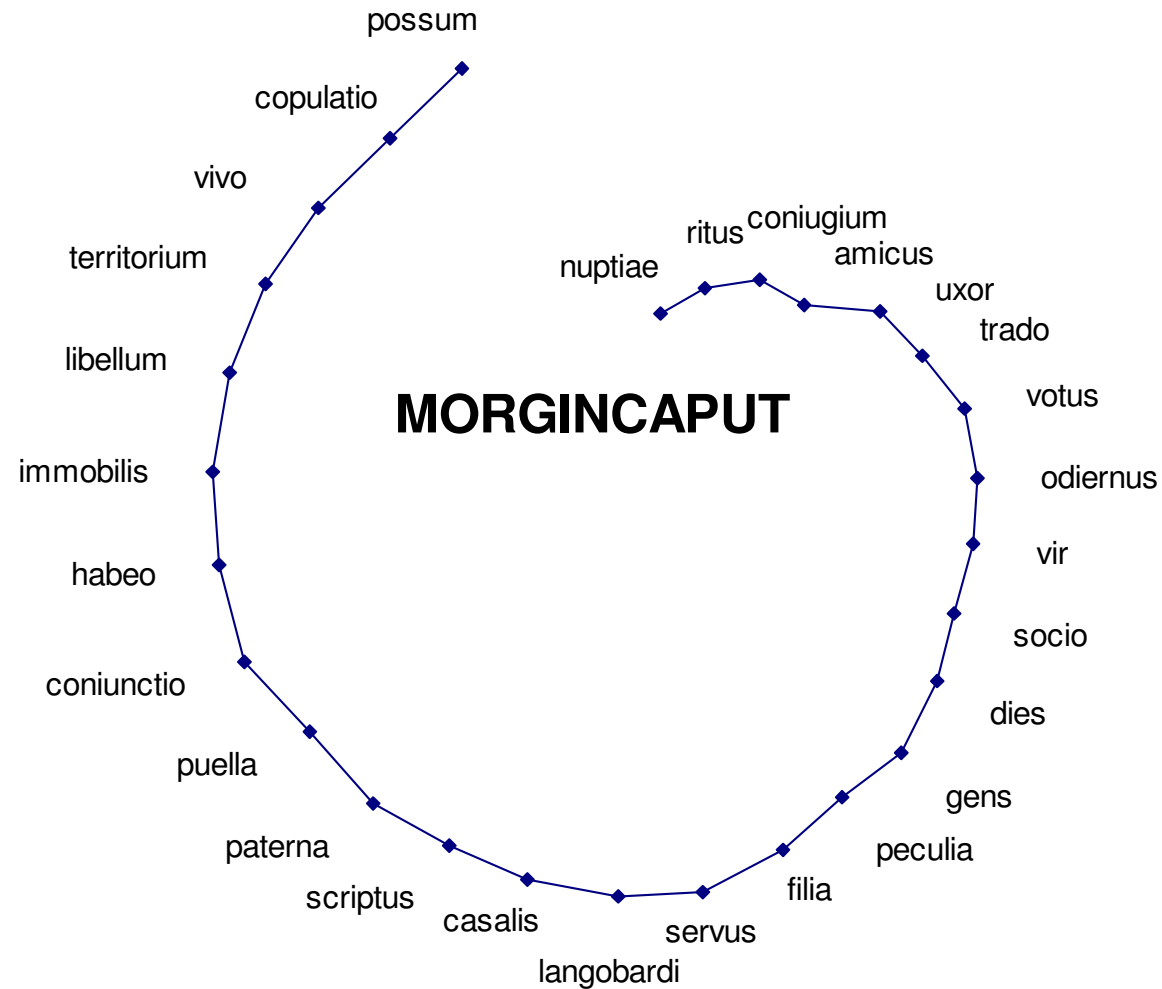 possum
copulatio
vivo
territorium
libellum
immobilis
habeo
coniunctio
puella
paterna
scriptus
casalis
langobardi
servus
filia
peculia
gens
dies
socio
vir
odiernus
votus
trado
uxor
amicus
coniugium
ritus
nuptiae
MORGINCAPUT